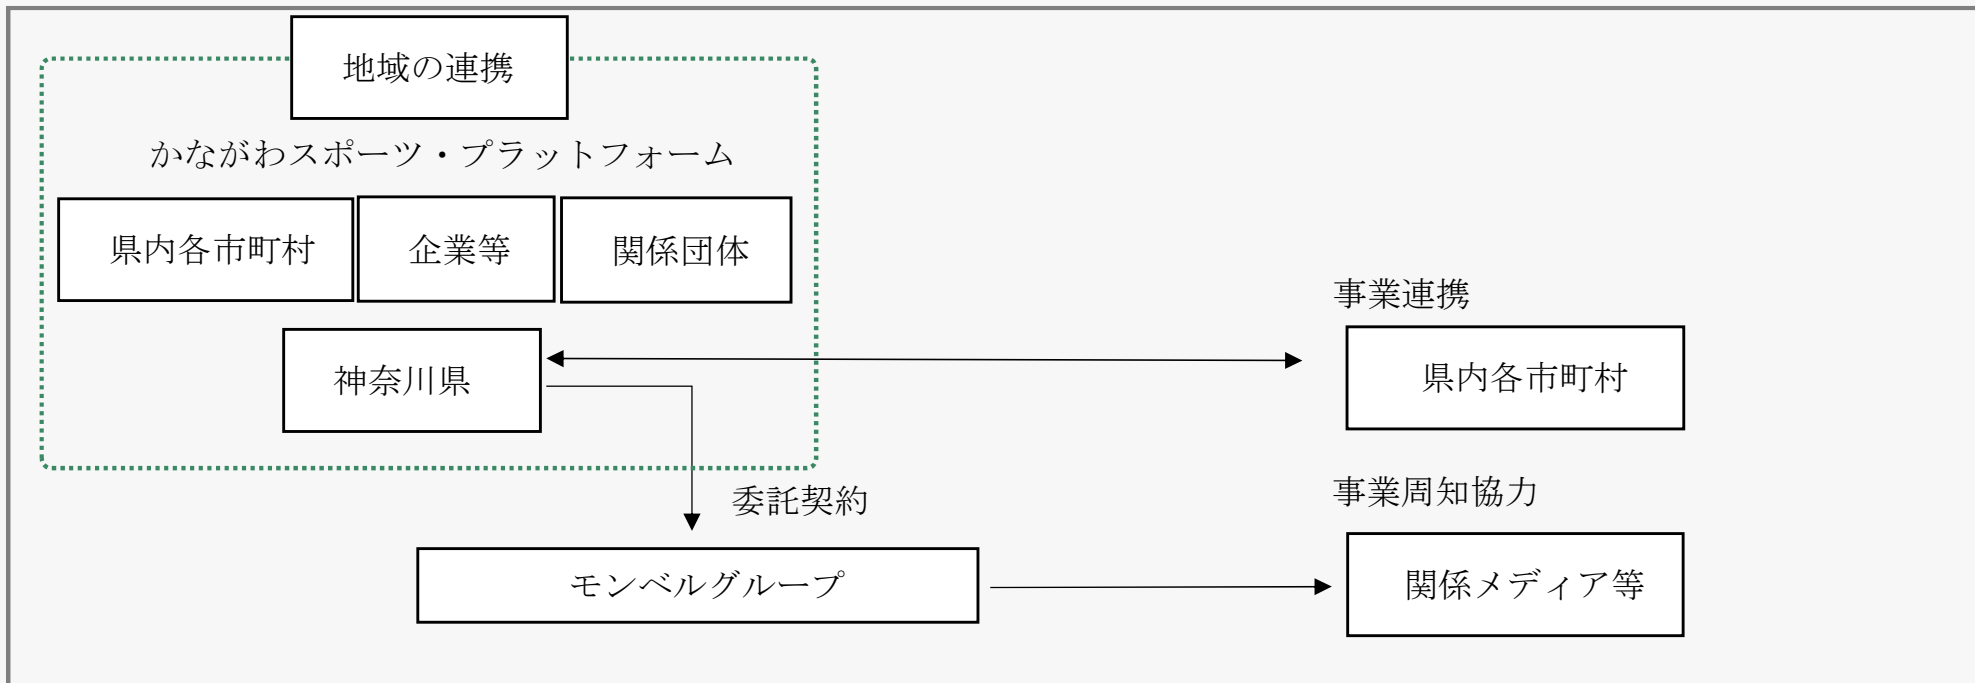 地域の連携
かながわスポーツ・プラットフォーム
県内各市町村
企業等
関係団体
神奈川県
事業連携
県内各市町村
委託契約
事業周知協力
モンベルグループ
関係メディア等